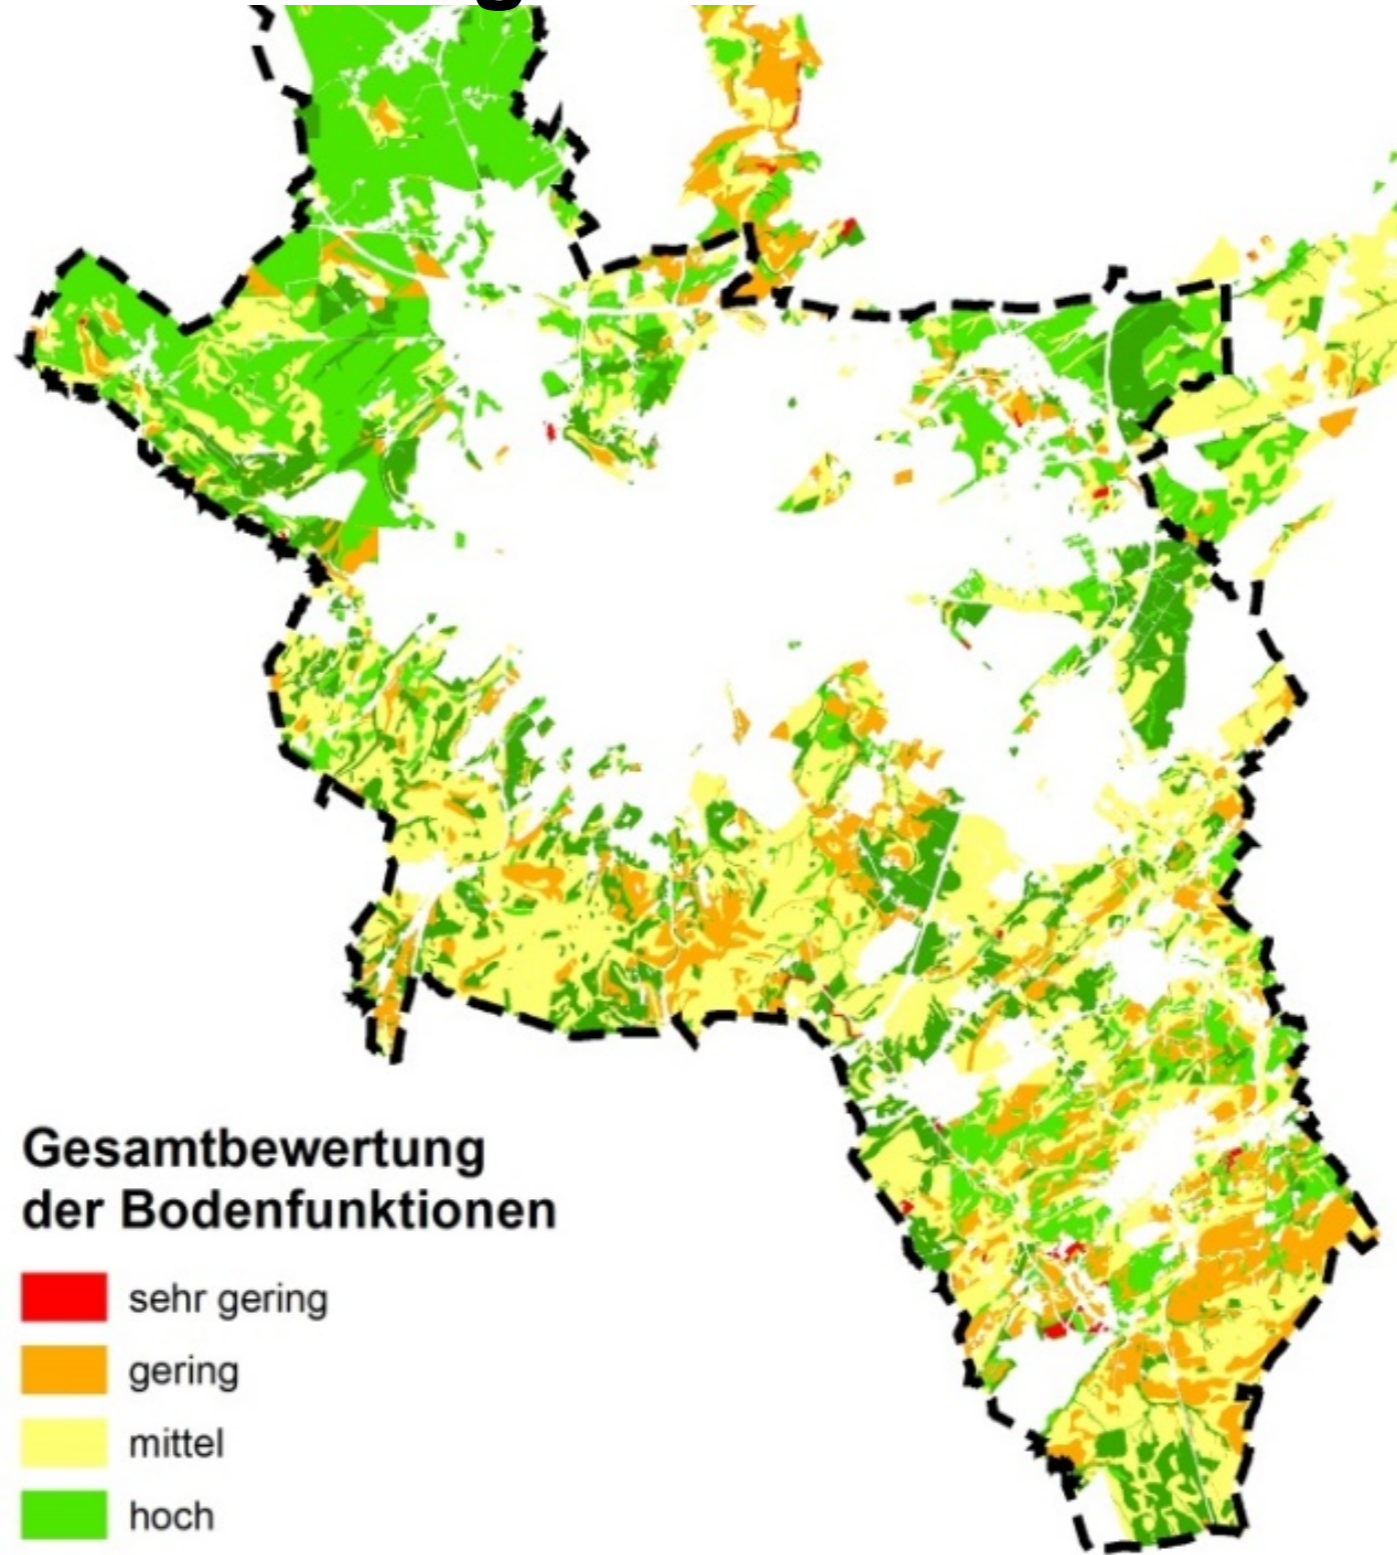 Gesamtbewertung
der Bodenfunktionen
sehr gering
gering
mittel
hoch